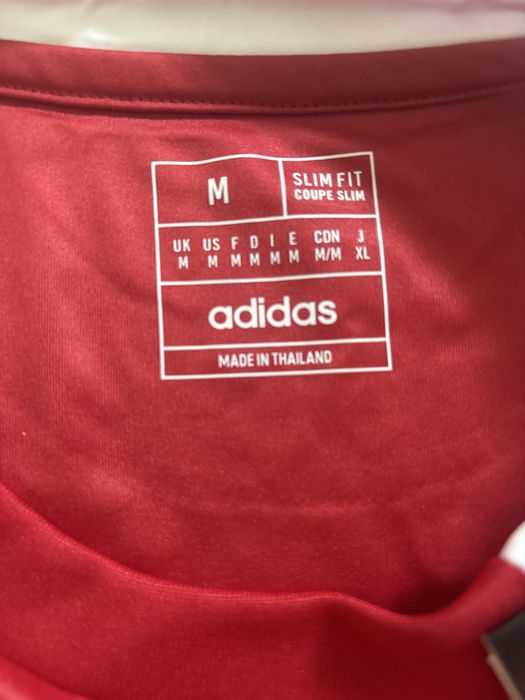 M
SLIM FIT
COUPE SLIM
UK US F D I E CDN J
M M M M M M M/M XL
adidas
MADE IN THAILAND